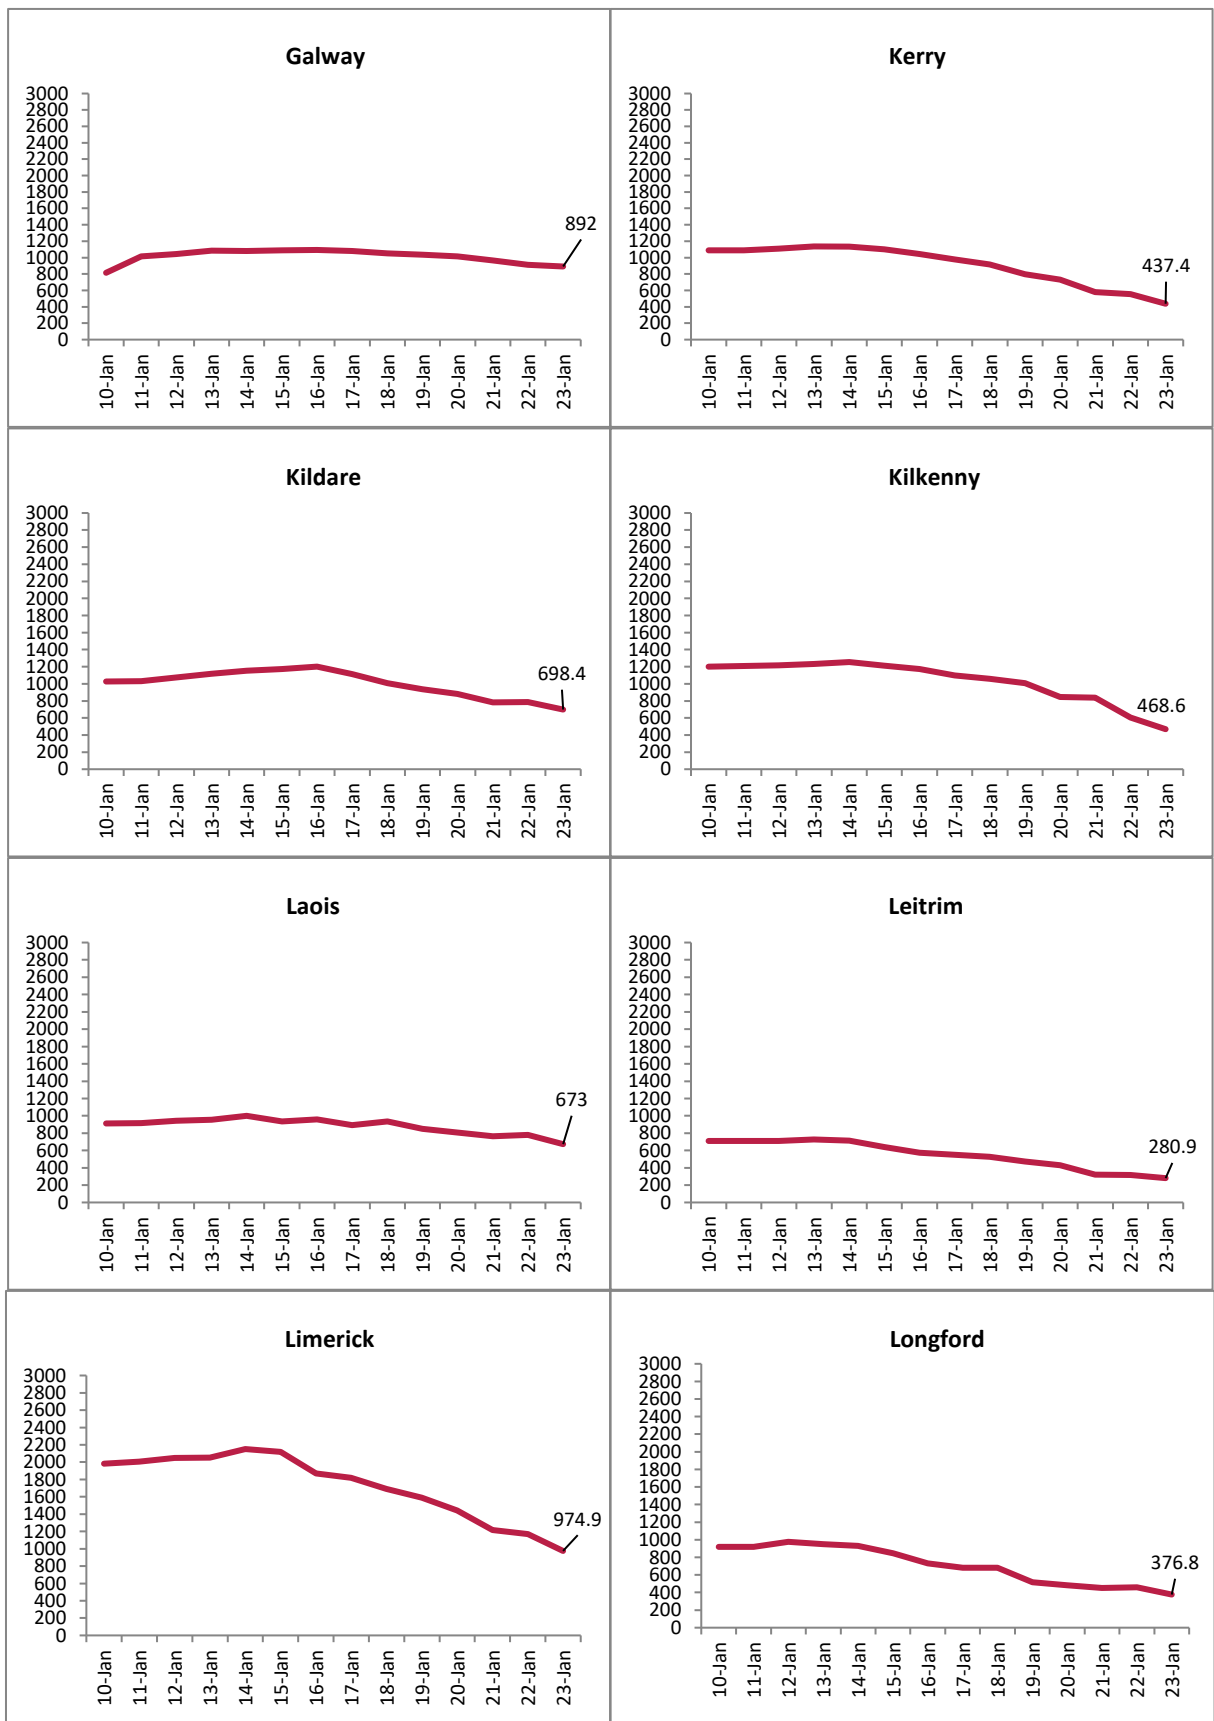 Galway
3000
2800
2600
2400
2200
2000
1800
1600
1400
1200
1000
800
600
400
200
0
892
10-Jan
11-Jan
12-Jan
13-Jan
14-Jan
15-Jan
16-Jan
17-Jan
18-Jan
19-Jan
20-Jan
21-Jan
22-Jan
23-Jan
Kerry
3000
2800
2600
2400
2200
2000
1800
1600
1400
1200
1000
800
600
400
200
0
437.4
10-Jan
11-Jan
12-Jan
13-Jan
14-Jan
15-Jan
16-Jan
17-Jan
18-Jan
19-Jan
20-Jan
21-Jan
22-Jan
23-Jan
Kildare
3000
2800
2600
2400
2200
2000
1800
1600
1400
1200
1000
800
600
400
200
0
698.4
10-Jan
11-Jan
12-Jan
13-Jan
14-Jan
15-Jan
16-Jan
17-Jan
18-Jan
19-Jan
20-Jan
21-Jan
22-Jan
23-Jan
Kilkenny
3000
2800
2600
2400
2200
2000
1800
1600
1400
1200
1000
800
600
400
200
0
468.6
10-Jan
11-Jan
12-Jan
13-Jan
14-Jan
15-Jan
16-Jan
17-Jan
18-Jan
19-Jan
20-Jan
21-Jan
22-Jan
23-Jan
Laois
3000
2800
2600
2400
2200
2000
1800
1600
1400
1200
1000
800
600
400
200
0
673
10-Jan
11-Jan
12-Jan
13-Jan
14-Jan
15-Jan
16-Jan
17-Jan
18-Jan
19-Jan
20-Jan
21-Jan
22-Jan
23-Jan
Leitrim
3000
2800
2600
2400
2200
2000
1800
1600
1400
1200
1000
800
600
400
200
0
280.9
10-Jan
11-Jan
12-Jan
13-Jan
14-Jan
15-Jan
16-Jan
17-Jan
18-Jan
19-Jan
20-Jan
21-Jan
22-Jan
23-Jan
Limerick
3000
2800
2600
2400
2200
2000
1800
1600
1400
1200
1000
800
600
400
200
0
974.9
10-Jan
11-Jan
12-Jan
13-Jan
14-Jan
15-Jan
16-Jan
17-Jan
18-Jan
19-Jan
20-Jan
21-Jan
22-Jan
23-Jan
Longford
3000
2800
2600
2400
2200
2000
1800
1600
1400
1200
1000
800
600
400
200
0
376.8
10-Jan
11-Jan
12-Jan
13-Jan
14-Jan
15-Jan
16-Jan
17-Jan
18-Jan
19-Jan
20-Jan
21-Jan
22-Jan
23-Jan